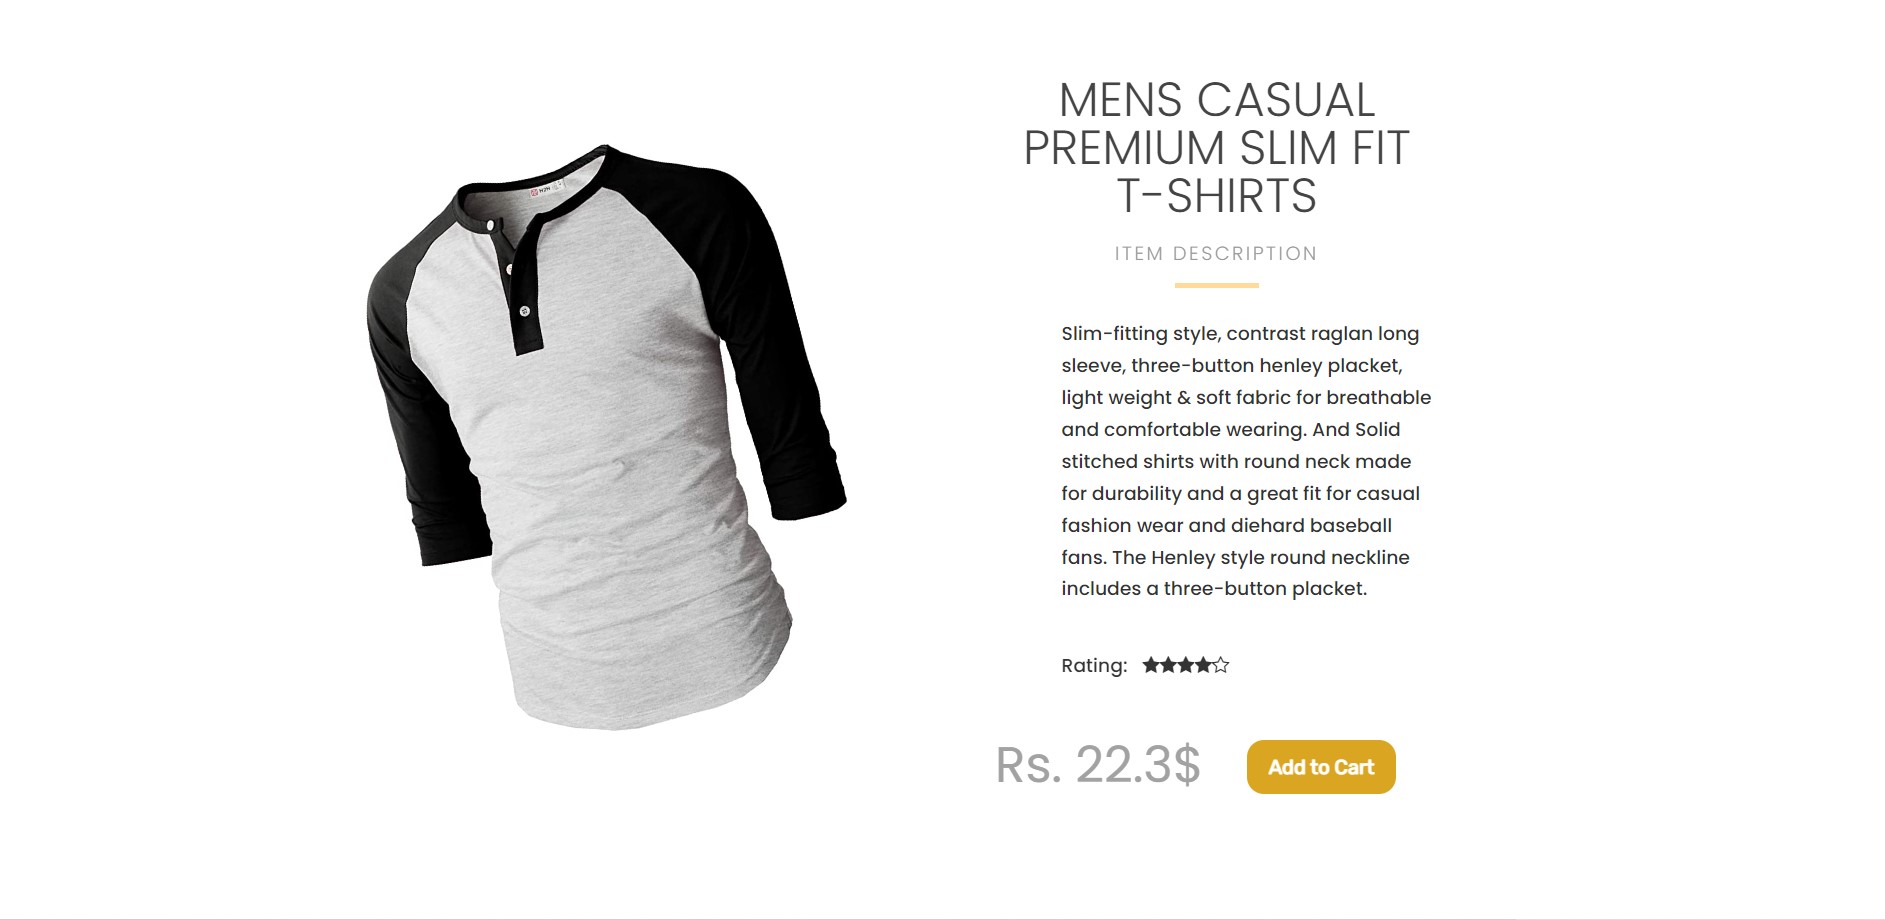 MENS CASUAL
PREMIUM SLIM FIT
T-SHIRTS
ITEM DESCRIPTION
Slim-fitting style, contrast raglan long
sleeve, three-button henley placket,
light weight & soft fabric for breathable
and comfortable wearing. And Solid
stitched shirts with round neck made
for durability and a great fit for casual
fashion wear and diehard baseball
fans. The Henley style round neckline
includes a three-button placket.
Rating: ★★★★☆
Rs. 22.3$
Add to Cart